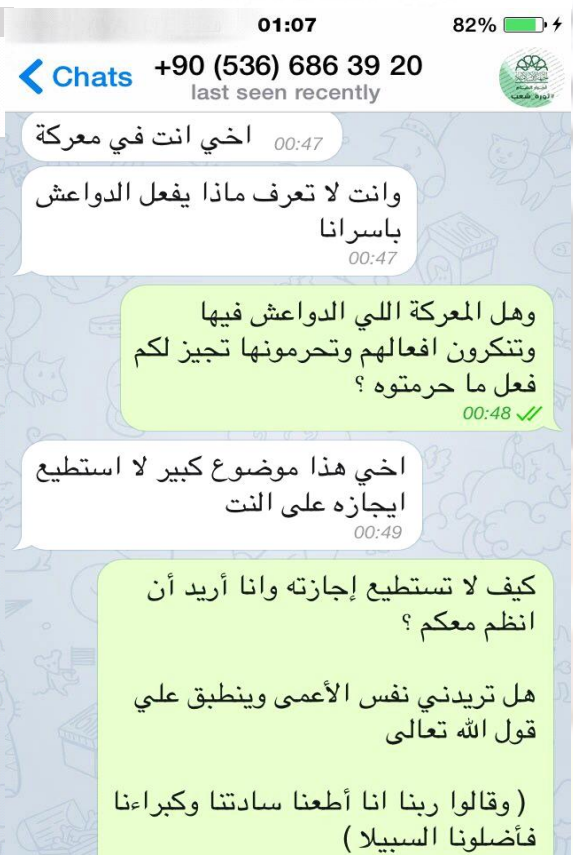 01:07
82%
Chats
+90 (536) 686 39 20
last seen recently
اخي انت في معركة
00:47
وانت لا تعرف ماذا يفعل الدواعش
باسرانا
00:47
وهل المعركة اللي الدواعش فيها
وتنكرون افعالهم وتحرمونها تجيز لكم
فعل ما حرمتوه ؟
00:48
اخي هذا موضوع كبير لا استطيع
ايجازه على النت
00:49
كيف لا تستطيع إجازته وانا أريد أن
انظم معكم ؟
هل تريدني نفس الأعمى وينطبق علي
قول الله تعالى
( وقالوا ربنا انا أطعنا سادتنا وكبراءنا
فأضلونا السبيلا )